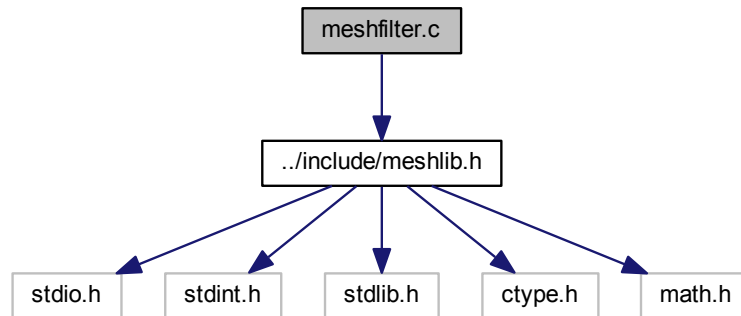 meshfilter.c
../include/meshlib.h
stdio.h
stdint.h
stdlib.h
ctype.h
math.h